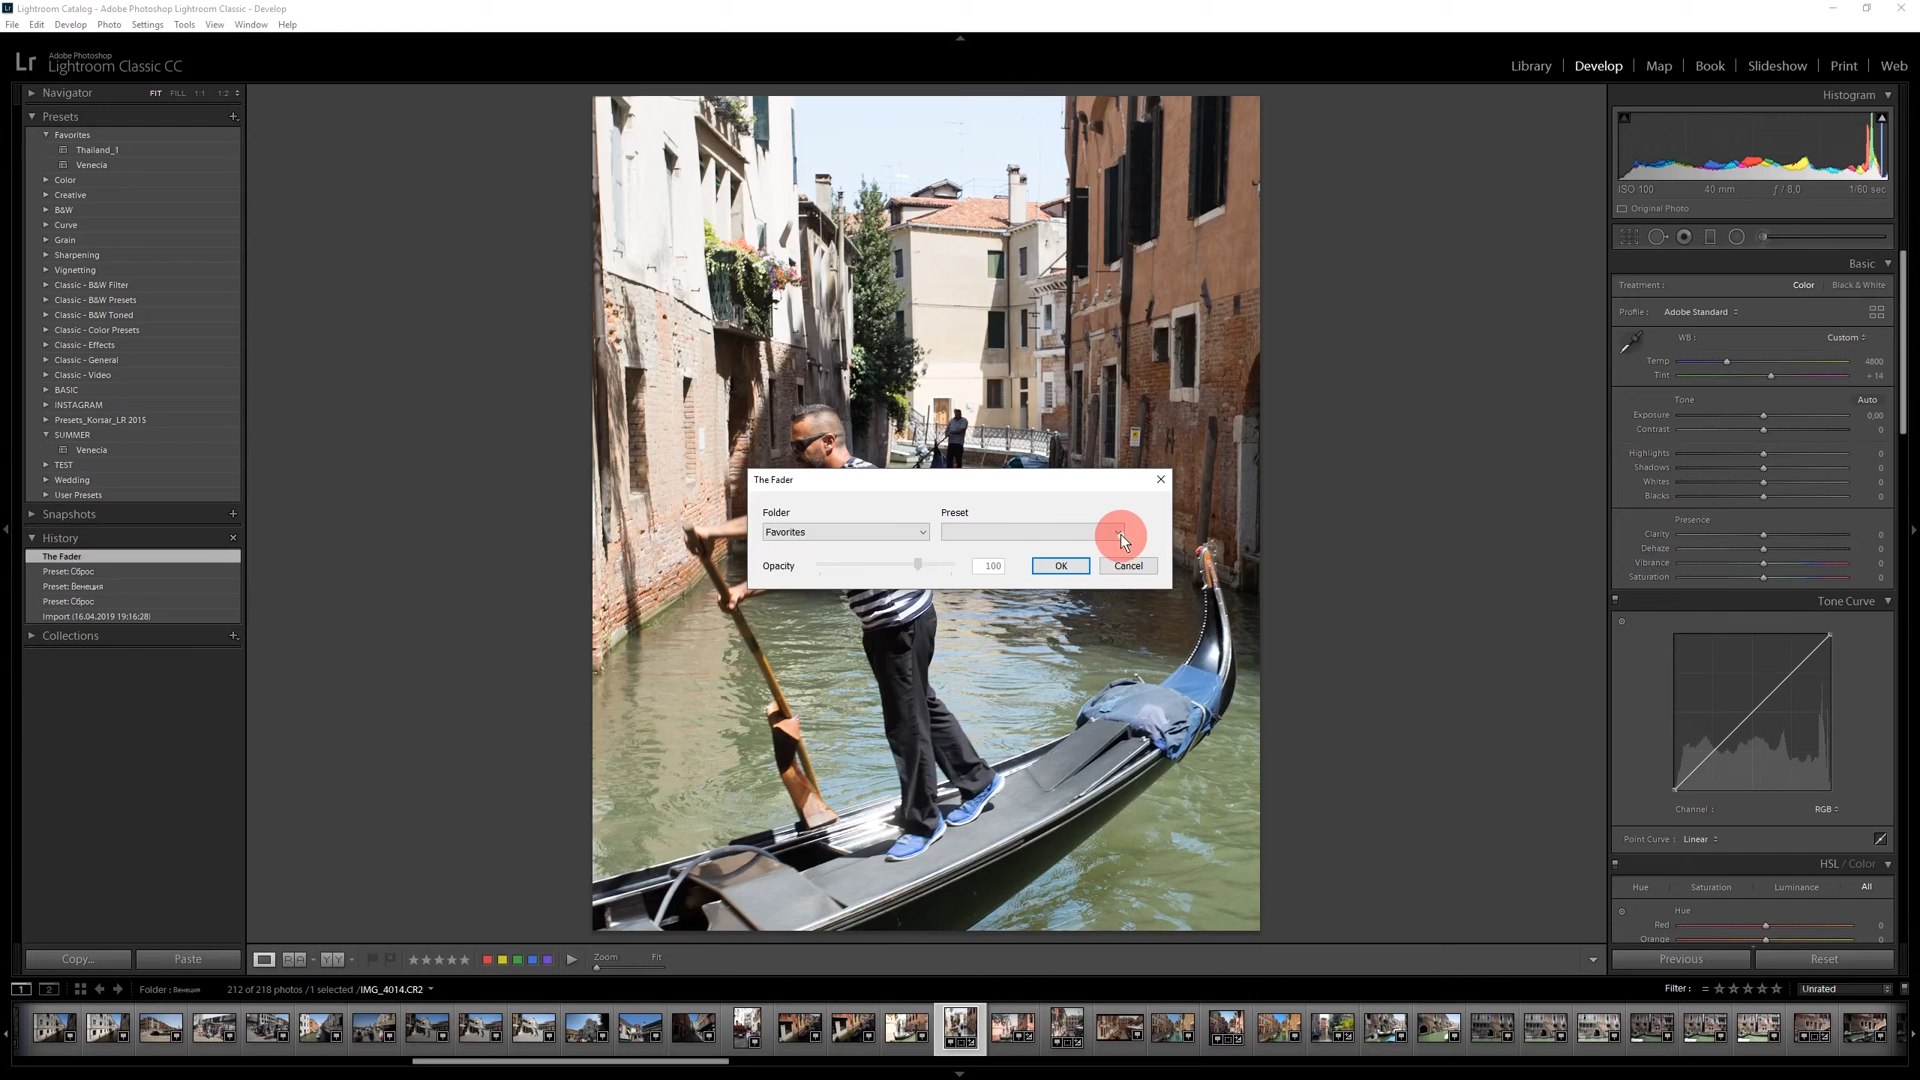 Lightroom Catalog - Adobe Photoshop Lightroom Classic - Develop
File Edit Develop Photo Settings Tools View Window Help
Lr Adobe Photoshop
Lightroom Classic CC
Library Develop Map Book Slideshow Print Web
Navigator FIT FILL 1:1 1:2
Presets
Favorites
Thailand_1
Venecia
Color
Creative
B&W
Curve
Grain
Sharpening
Vignetting
Classic - B&W Filter
Classic - B&W Presets
Classic - B&W Toned
Classic - Color Presets
Classic - Effects
Classic - General
Classic - Video
BASIC
INSTAGRAM
Presets_Korsar_LR 2015
SUMMER
Venecia
TEST
Wedding
User Presets
Snapshots
History
The Fader
Preset: Сброс
Preset: Венеция
Preset: Сброс
Import (16.04.2019 19:16:28)
Collections
Copy... Paste
The Fader
Folder Preset
Favorites
Opacity 100 OK Cancel
Histogram
ISO 100 40 mm ƒ / 8,0 1/60 sec
Original Photo
Basic
Treatment : Color Black & White
Profile : Adobe Standard
WB : Custom
Temp 4800
Tint + 14
Tone Auto
Exposure 0,00
Contrast 0
Highlights 0
Shadows 0
Whites 0
Blacks 0
Presence
Clarity 0
Dehaze 0
Vibrance 0
Saturation 0
Tone Curve
Channel : RGB
Point Curve : Linear
HSL / Color
Hue Saturation Luminance All
Hue
Red 0
Orange 0
Previous Reset
RA YY Zoom Fit
1 2 Folder : Венеция 212 of 218 photos / 1 selected / IMG_4014.CR2 Filter : Unrated